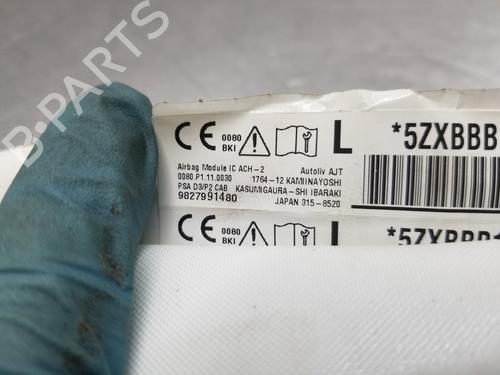 B-PARTS
CE 0080 BKI L *5ZXBBB
Airbag Module IC ACH-2 Autoliv AJT
0080.P1.11.0030 1764-12 KAMIINAYOSHI
PSA D3/P2 CAB KASUMIGAURA-SHI IBARAKI
9827991480 JAPAN 315-8520
CE 0080 BKI L